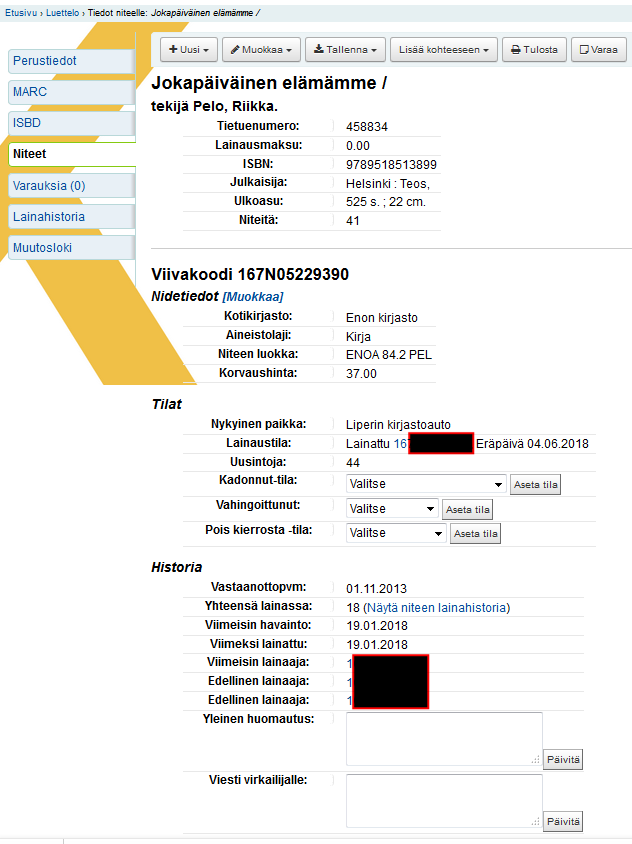 Etusivu › Luettelo › Tiedot niteelle: Jokapäiväinen elämämme /
Uusi Muokkaa Tallenna Lisää kohteeseen Tulosta Varaa
Perustiedot
MARC
ISBD
Niteet
Varauksia (0)
Lainahistoria
Muutosloki
Jokapäiväinen elämämme /
tekijä Pelo, Riikka.
Tietuenumero: 458834
Lainausmaksu: 0.00
ISBN: 9789518513899
Julkaisija: Helsinki : Teos,
Ulkoasu: 525 s. ; 22 cm.
Niteitä: 41
Viivakoodi 167N05229390
Nidetiedot [Muokkaa]
Kotikirjasto: Enon kirjasto
Aineistolaji: Kirja
Niteen luokka: ENOA 84.2 PEL
Korvaushinta: 37.00
Tilat
Nykyinen paikka: Liperin kirjastoauto
Lainaustila: Lainattu 167 Eräpäivä 04.06.2018
Uusintoja: 44
Kadonnut-tila: Valitse Aseta tila
Vahingoittunut: Valitse Aseta tila
Pois kierrosta -tila: Valitse Aseta tila
Historia
Vastaanottopvm: 01.11.2013
Yhteensä lainassa: 18 (Näytä niteen lainahistoria)
Viimeisin havainto: 19.01.2018
Viimeksi lainattu: 19.01.2018
Viimeisin lainaaja: 1
Edellinen lainaaja: 1
Edellinen lainaaja: 1
Yleinen huomautus: Päivitä
Viesti virkailijalle: Päivitä